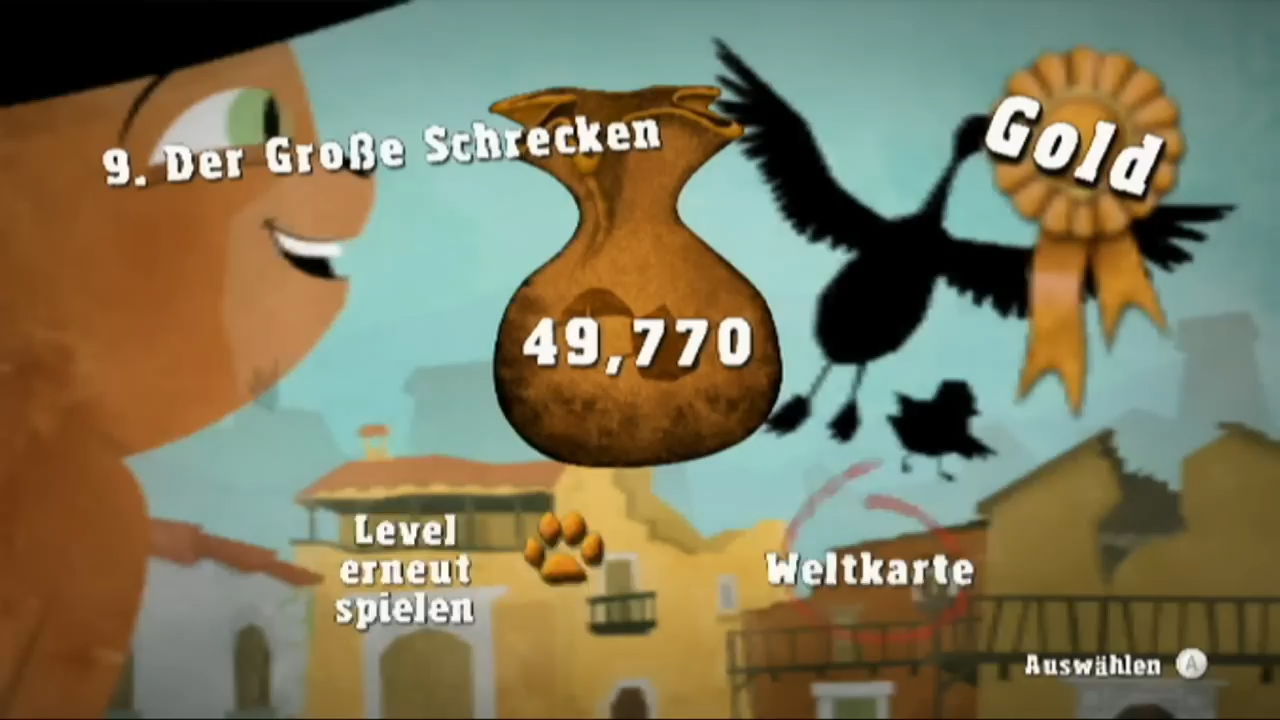 9. Der Große Schrecken
Gold
49,770
Level
erneut
spielen
Weltkarte
Auswählen A